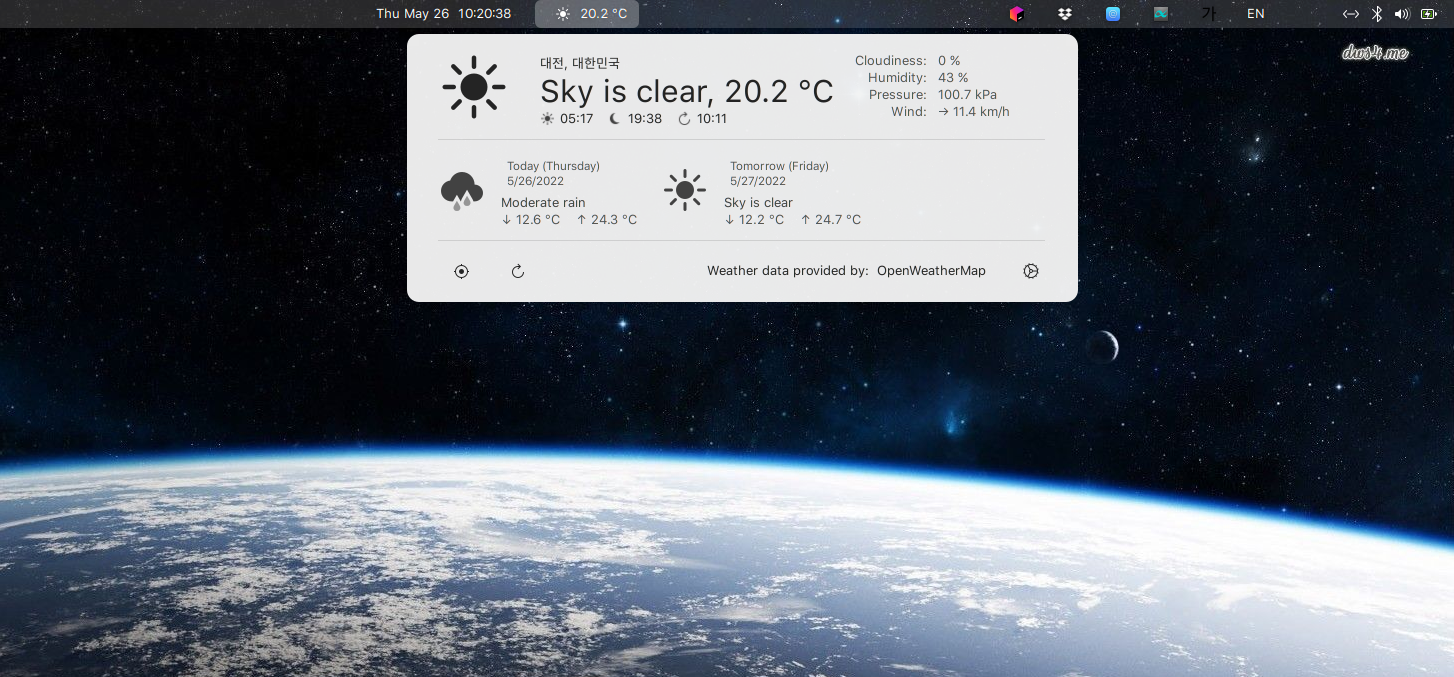 Thu May 26 10:20:38 20.2 °C 가 EN
dws4.me
대전, 대한민국
Sky is clear, 20.2 °C
05:17 19:38 10:11
Cloudiness: 0 %
Humidity: 43 %
Pressure: 100.7 kPa
Wind: → 11.4 km/h
Today (Thursday)
5/26/2022
Moderate rain
↓ 12.6 °C ↑ 24.3 °C
Tomorrow (Friday)
5/27/2022
Sky is clear
↓ 12.2 °C ↑ 24.7 °C
Weather data provided by: OpenWeatherMap